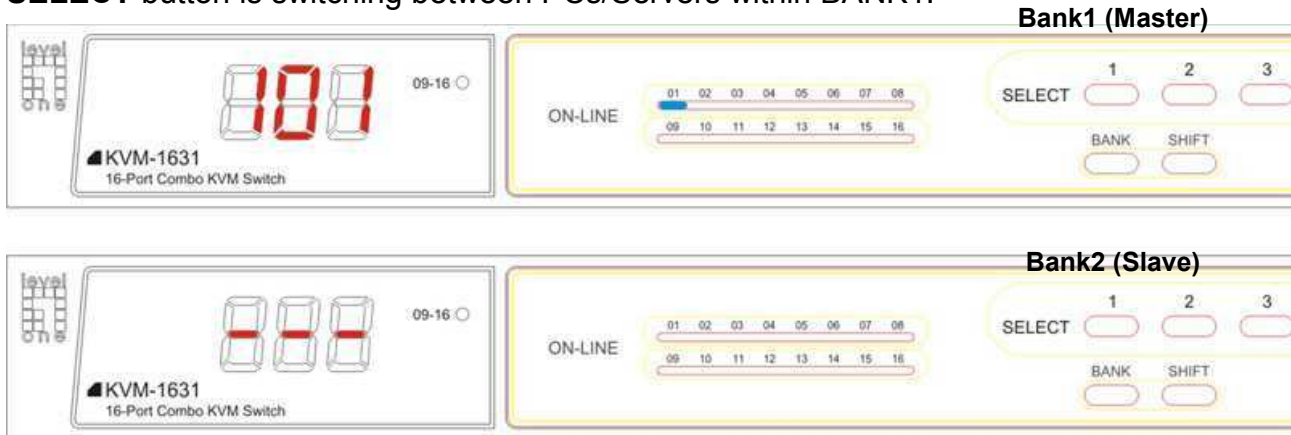 SELECT button is switching between PCs/Servers within BANK1.
Bank1 (Master)
level one
101
09-16
KVM-1631
16-Port Combo KVM Switch
ON-LINE
01 02 03 04 05 06 07 08
09 10 11 12 13 14 15 16
1 2 3
SELECT
BANK SHIFT
Bank2 (Slave)
level one
---
09-16
KVM-1631
16-Port Combo KVM Switch
ON-LINE
01 02 03 04 05 06 07 08
09 10 11 12 13 14 15 16
1 2 3
SELECT
BANK SHIFT